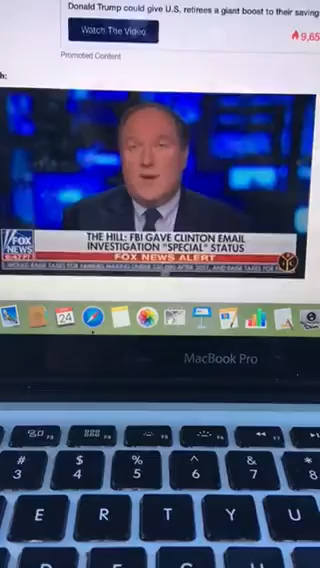 Donald Trump could give U.S. retirees a giant boost to their saving
Watch The Video
9,65
Promoted Content
h:
THE HILL: FBI GAVE CLINTON EMAIL
INVESTIGATION "SPECIAL" STATUS
FOX
NEWS
FOX NEWS ALERT
24
MacBook Pro
F3
F4
F5
F6
F7
#
3
$
4
%
5
^
6
&
7
*
8
E
R
T
Y
U